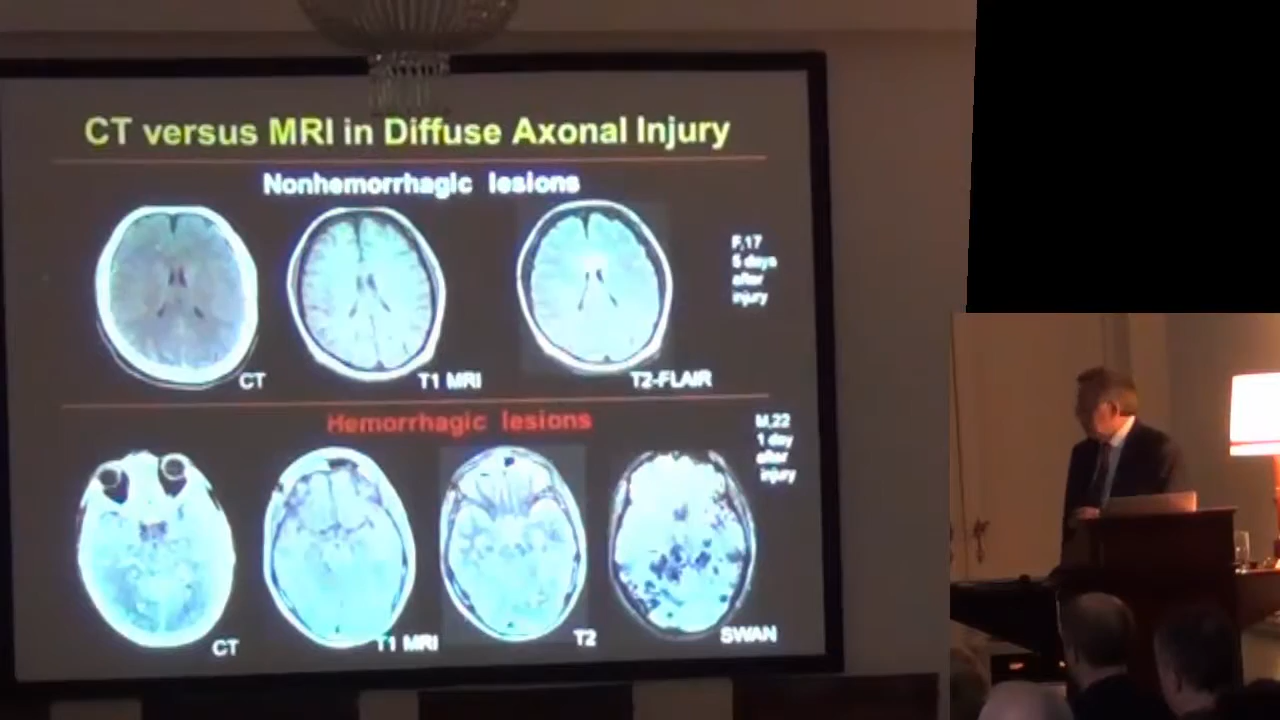 CT versus MRI in Diffuse Axonal Injury
Nonhemorrhagic lesions
F,17
5 days
after
injury
CT
T1 MRI
T2-FLAIR
Hemorrhagic lesions
M,22
1 day
after
injury
CT
T1 MRI
T2
SWAN